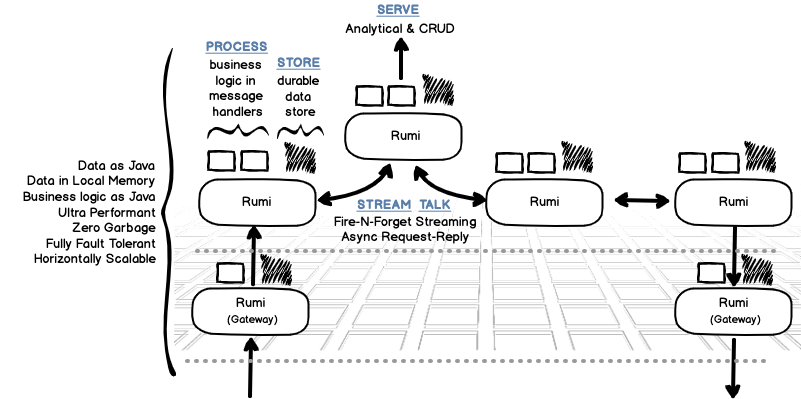 SERVE
Analytical & CRUD
PROCESS
business
logic in
message
handlers
STORE
durable
data
store
Rumi
Data as Java
Data in Local Memory
Business logic as Java
Ultra Performant
Zero Garbage
Fully Fault Tolerant
Horizontally Scalable
Rumi
STREAM TALK
Fire-N-Forget Streaming
Async Request-Reply
Rumi
Rumi
Rumi
(Gateway)
Rumi
(Gateway)